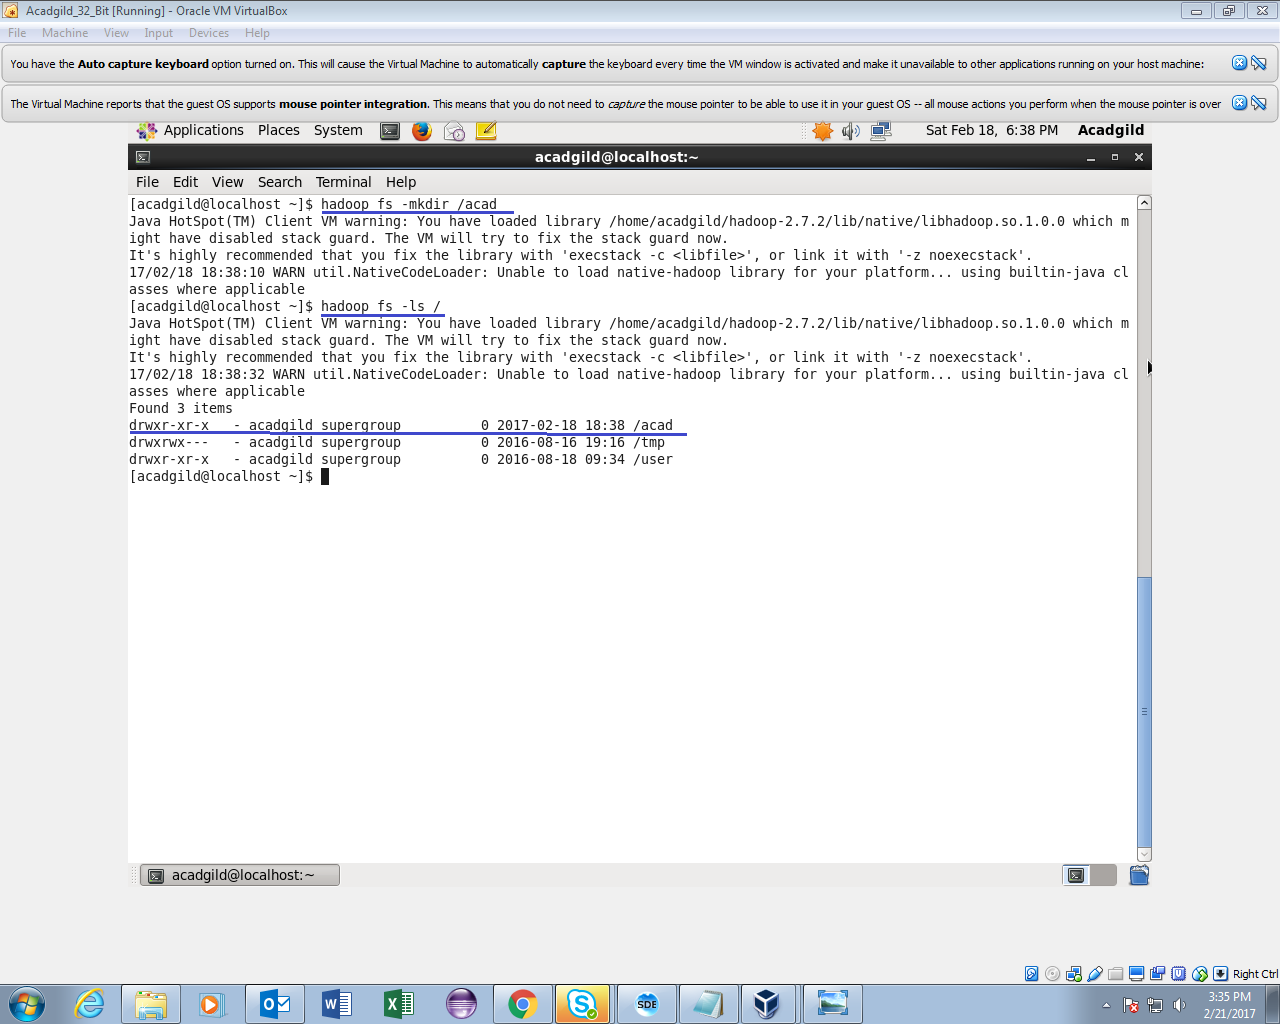 Acadgild_32_Bit [Running] - Oracle VM VirtualBox
File Machine View Input Devices Help
You have the Auto capture keyboard option turned on. This will cause the Virtual Machine to automatically capture the keyboard every time the VM window is activated and make it unavailable to other applications running on your host machine:
The Virtual Machine reports that the guest OS supports mouse pointer integration. This means that you do not need to capture the mouse pointer to be able to use it in your guest OS -- all mouse actions you perform when the mouse pointer is over
Applications Places System Sat Feb 18, 6:38 PM Acadgild
acadgild@localhost:~
File Edit View Search Terminal Help
[acadgild@localhost ~]$ hadoop fs -mkdir /acad
Java HotSpot(TM) Client VM warning: You have loaded library /home/acadgild/hadoop-2.7.2/lib/native/libhadoop.so.1.0.0 which m
ight have disabled stack guard. The VM will try to fix the stack guard now.
It's highly recommended that you fix the library with 'execstack -c <libfile>', or link it with '-z noexecstack'.
17/02/18 18:38:10 WARN util.NativeCodeLoader: Unable to load native-hadoop library for your platform... using builtin-java cl
asses where applicable
[acadgild@localhost ~]$ hadoop fs -ls /
Java HotSpot(TM) Client VM warning: You have loaded library /home/acadgild/hadoop-2.7.2/lib/native/libhadoop.so.1.0.0 which m
ight have disabled stack guard. The VM will try to fix the stack guard now.
It's highly recommended that you fix the library with 'execstack -c <libfile>', or link it with '-z noexecstack'.
17/02/18 18:38:32 WARN util.NativeCodeLoader: Unable to load native-hadoop library for your platform... using builtin-java cl
asses where applicable
Found 3 items
drwxr-xr-x   - acadgild supergroup          0 2017-02-18 18:38 /acad
drwxrwx---   - acadgild supergroup          0 2016-08-16 19:16 /tmp
drwxr-xr-x   - acadgild supergroup          0 2016-08-18 09:34 /user
[acadgild@localhost ~]$
acadgild@localhost:~
Right Ctrl
SDE
3:35 PM
2/21/2017